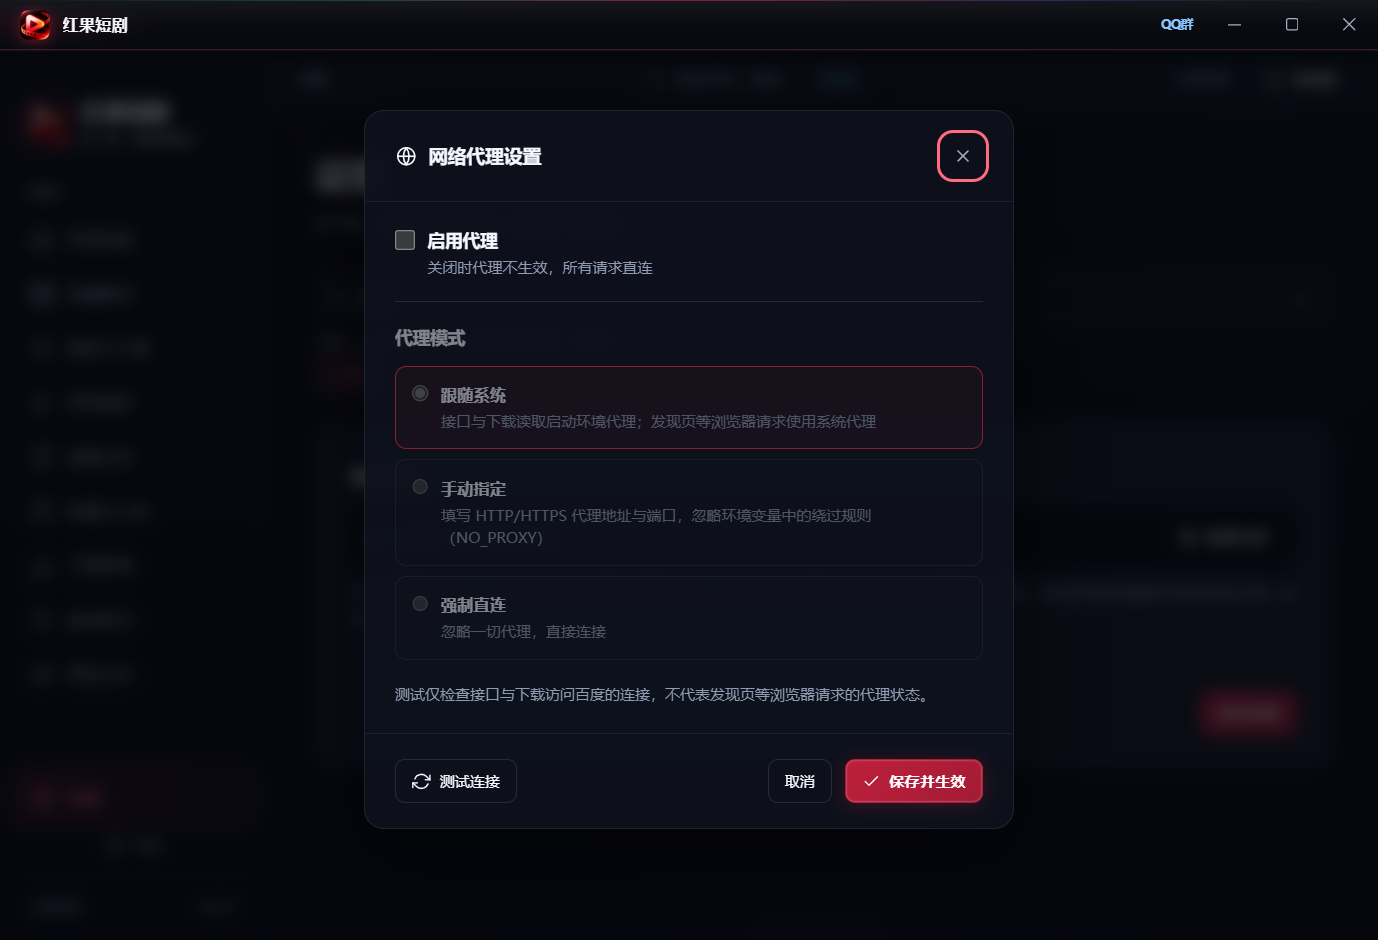 红果短剧
QQ群
网络代理设置
启用代理
关闭时代理不生效，所有请求直连
代理模式
跟随系统
接口与下载读取启动环境代理；发现页等浏览器请求使用系统代理
手动指定
填写 HTTP/HTTPS 代理地址与端口，忽略环境变量中的绕过规则
（NO_PROXY）
强制直连
忽略一切代理，直接连接
测试仅检查接口与下载访问百度的连接，不代表发现页等浏览器请求的代理状态。
测试连接
取消
保存并生效